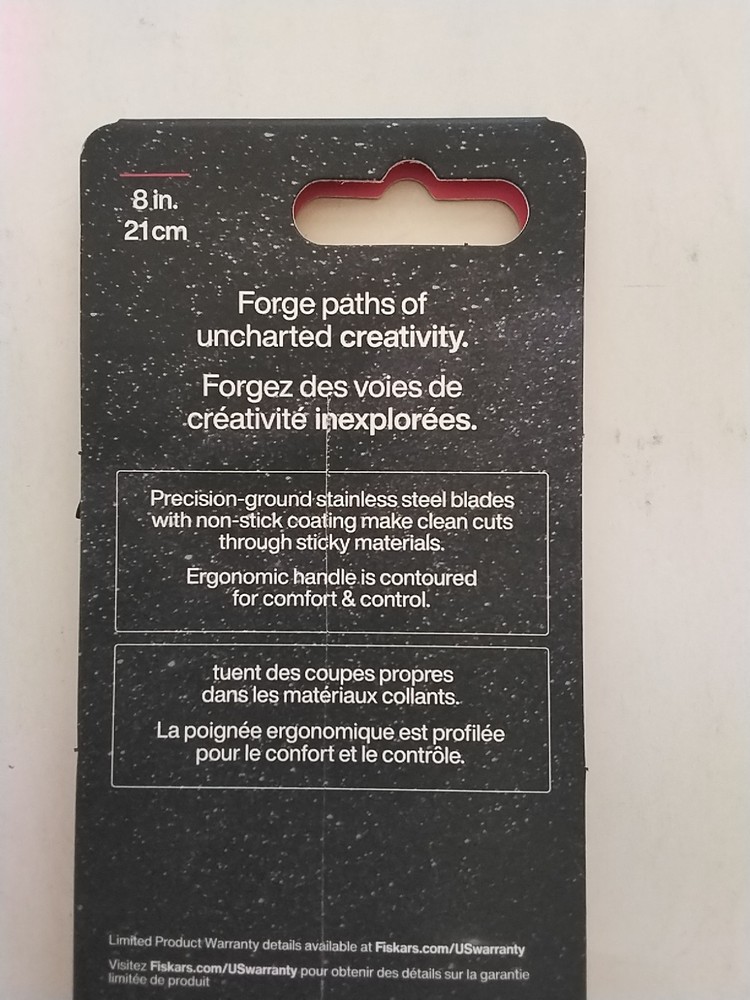 8 in.
21cm
Forge paths of
uncharted creativity.
Forgez des voies de
créativité inexplorées.
Precision-ground stainless steel blades
with non-stick coating make clean cuts
through sticky materials.
Ergonomic handle is contoured
for comfort & control.
tuent des coupes propres
dans les matériaux collants.
La poignée ergonomique est profilée
pour le confort et le contrôle.
Limited Product Warranty details available at Fiskars.com/USwarranty
Visitez Fiskars.com/USwarranty pour obtenir des détails sur la garantie
limitée de produit